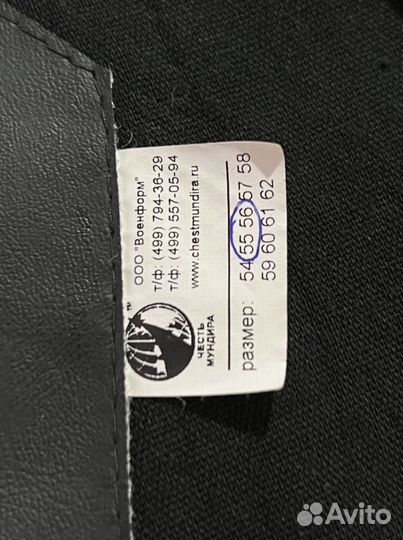 ООО "Военформ"
т/ф: (499) 794-36-29
т/ф: (499) 557-05-94
www.chestmundira.ru
ТМ
ЧЕСТЬ
МУНДИРА
размер: 54 55 56 57 58
59 60 61 62
Avito